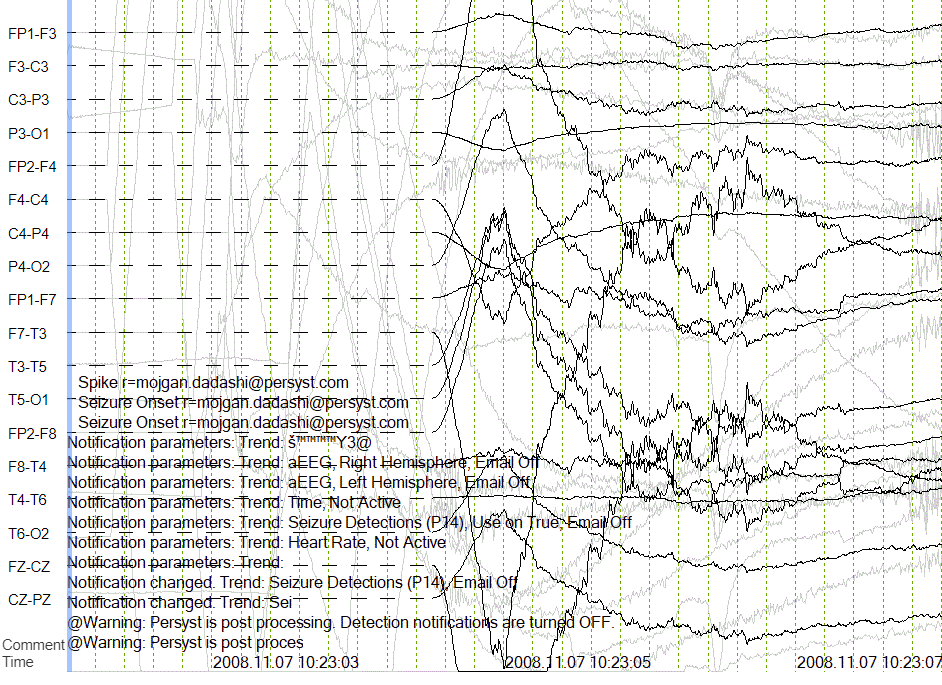 FP1-F3
F3-C3
C3-P3
P3-O1
FP2-F4
F4-C4
C4-P4
P4-O2
FP1-F7
F7-T3
T3-T5
Spike r=mojgan.dadashi@persyst.com
T5-O1 Seizure Onset r=mojgan.dadashi@persyst.com
Seizure Onset r=mojgan.dadashi@persyst.com
FP2-F8
Notification parameters: Trend: š™™™™Y3@
F8-T4 Notification parameters: Trend: aEEG, Right Hemisphere, Email Off
Notification parameters: Trend: aEEG, Left Hemisphere, Email Off
T4-T6 Notification parameters: Trend: Time, Not Active
Notification parameters: Trend: Seizure Detections (P14), Use on True, Email Off
T6-O2
Notification parameters: Trend: Heart Rate, Not Active
FZ-CZ Notification parameters: Trend:
Notification changed. Trend: Seizure Detections (P14), Email Off
CZ-PZ Notification changed. Trend: Sei
@Warning: Persyst is post processing. Detection notifications are turned OFF.
Comment @Warning: Persyst is post proces
Time 2008.11.07 10:23:03 2008.11.07 10:23:05 2008.11.07 10:23:07